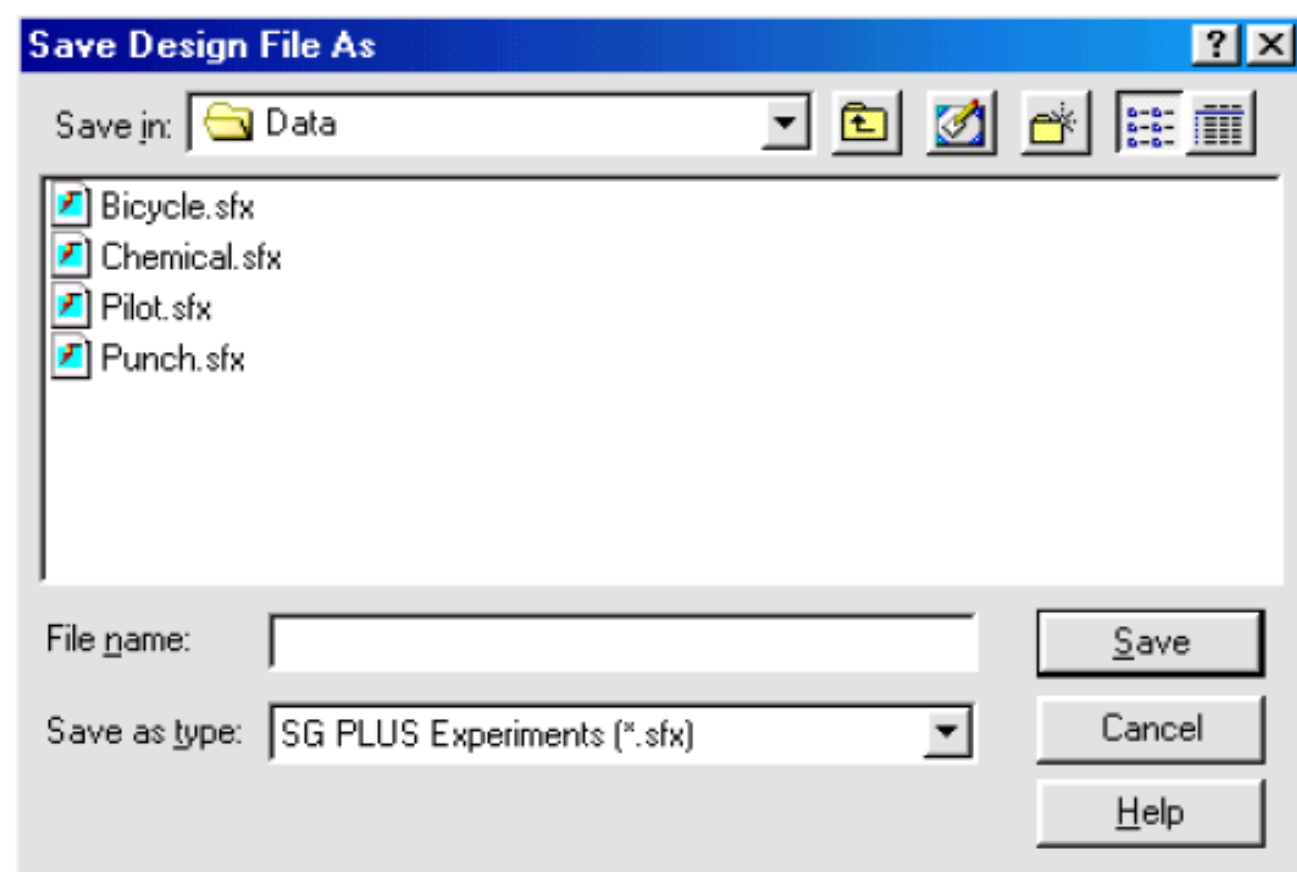 Save Design File As
Save in: Data
Bicycle.sfx
Chemical.sfx
Pilot.sfx
Punch.sfx
File name:
Save
Save as type: SG PLUS Experiments (*.sfx)
Cancel
Help